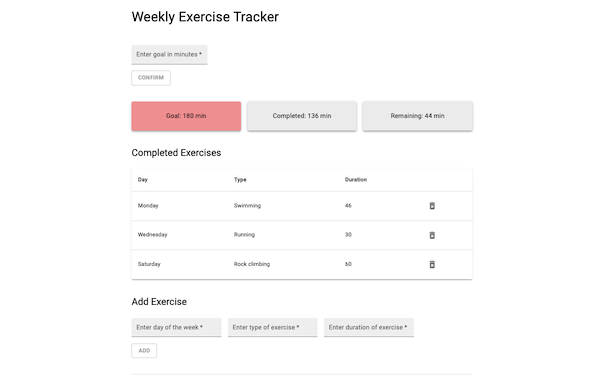 Weekly Exercise Tracker
Enter goal in minutes *
CONFIRM
Goal: 180 min Completed: 136 min Remaining: 44 min
Completed Exercises
Day Type Duration
Monday Swimming 46
Wednesday Running 30
Saturday Rock climbing 60
Add Exercise
Enter day of the week * Enter type of exercise * Enter duration of exercise *
ADD